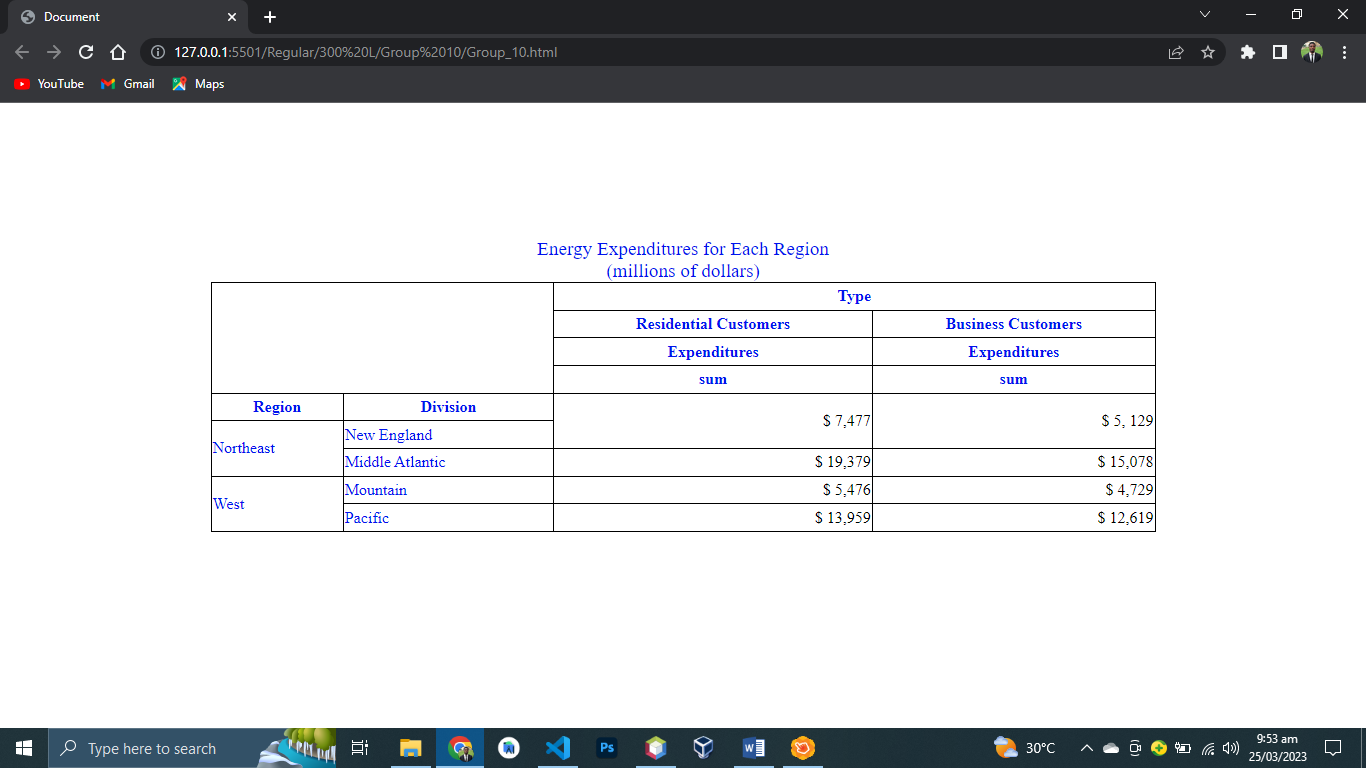 Document
127.0.0.1:5501/Regular/300%20L/Group%2010/Group_10.html
YouTube Gmail Maps
Energy Expenditures for Each Region
(millions of dollars)
Type
Residential Customers Business Customers
Expenditures Expenditures
sum sum
Region Division
$ 7,477 $ 5, 129
New England
Northeast
Middle Atlantic $ 19,379 $ 15,078
Mountain $ 5,476 $ 4,729
West
Pacific $ 13,959 $ 12,619
Type here to search
Ps
W
30°C
9:53 am
25/03/2023